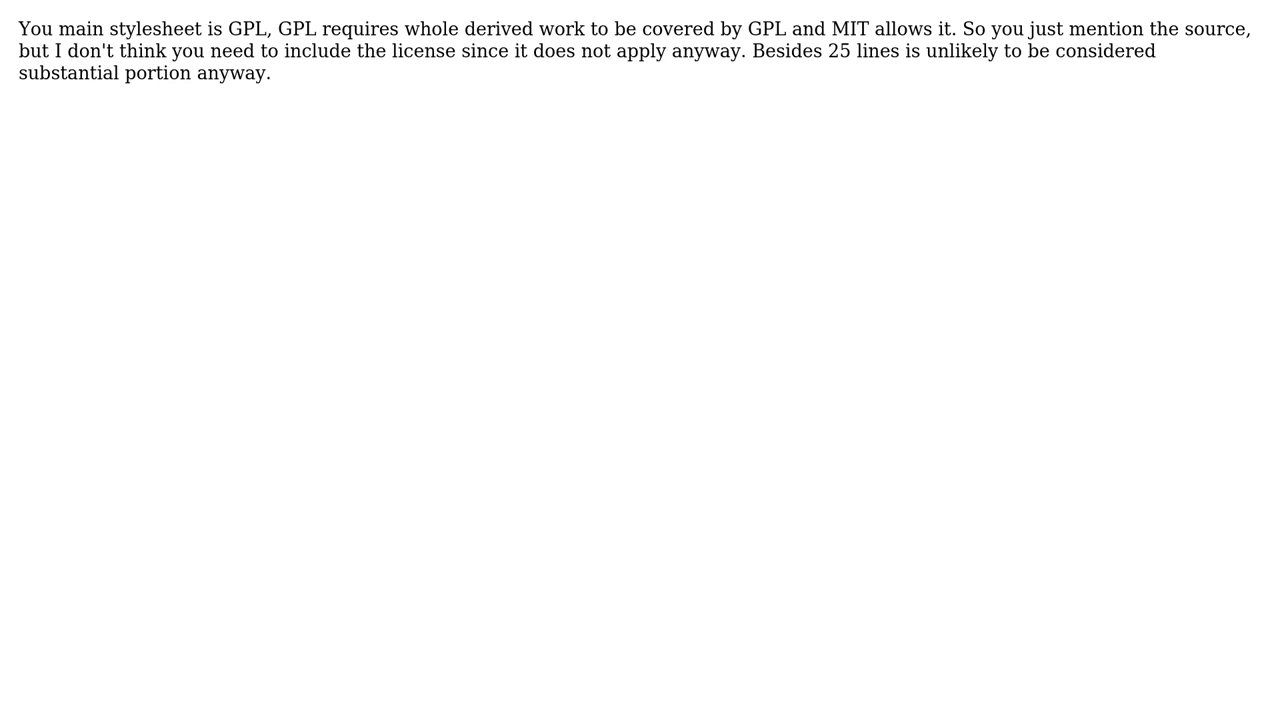 You main stylesheet is GPL, GPL requires whole derived work to be covered by GPL and MIT allows it. So you just mention the source,
but I don't think you need to include the license since it does not apply anyway. Besides 25 lines is unlikely to be considered
substantial portion anyway.